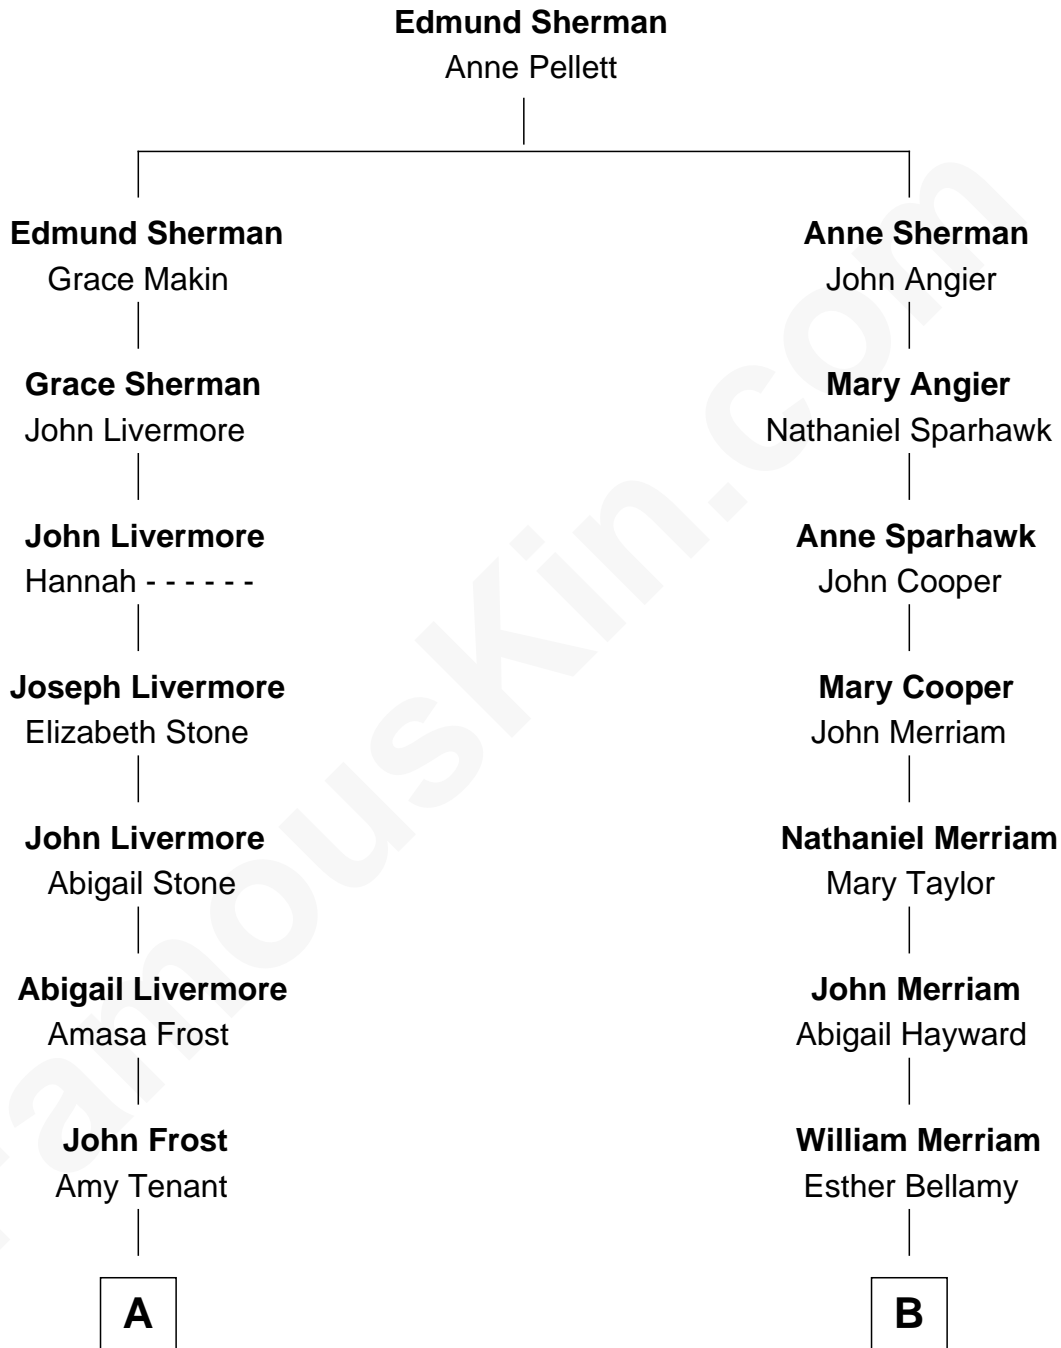 Edmund Sherman
Anne Pellett
Edmund Sherman
Grace Makin
Anne Sherman
John Angier
Grace Sherman
John Livermore
Mary Angier
Nathaniel Sparhawk
John Livermore
Hannah - - - - - -
Anne Sparhawk
John Cooper
Joseph Livermore
Elizabeth Stone
Mary Cooper
John Merriam
John Livermore
Abigail Stone
Nathaniel Merriam
Mary Taylor
Abigail Livermore
Amasa Frost
John Merriam
Abigail Hayward
John Frost
Amy Tenant
William Merriam
Esther Bellamy
A
B
FamousKin.com